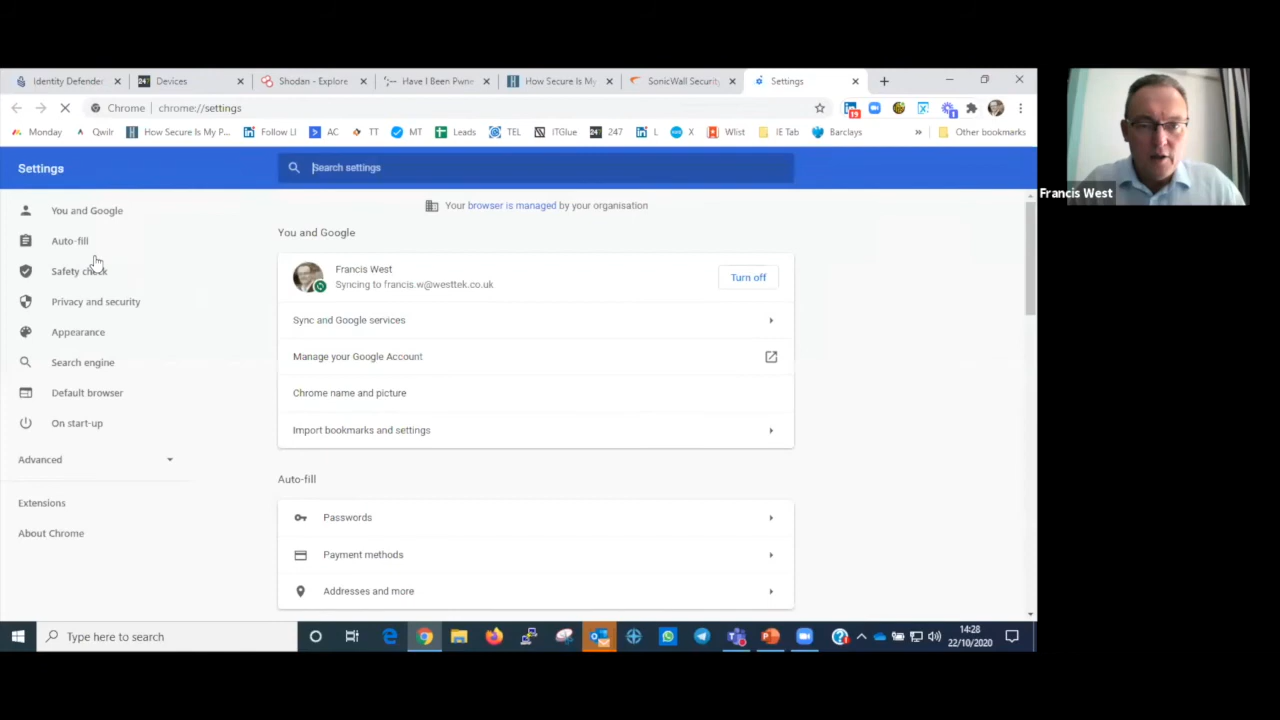 Identity Defender
Devices
Shodan - Explore
Have I Been Pwne
How Secure Is My
SonicWall Security
Settings
Chrome
chrome://settings
19
1
Monday
Qwilr
How Secure Is My P...
Follow LI
AC
TT
MT
Leads
TEL
ITGlue
247
L
X
Wlist
IE Tab
Barclays
»
Other bookmarks
Settings
Search settings
You and Google
Auto-fill
Safety check
Privacy and security
Appearance
Search engine
Default browser
On start-up
Advanced
Extensions
About Chrome
Your browser is managed by your organisation
You and Google
Francis West
Syncing to francis.w@westtek.co.uk
Turn off
Sync and Google services
Manage your Google Account
Chrome name and picture
Import bookmarks and settings
Auto-fill
Passwords
Payment methods
Addresses and more
Francis West
Type here to search
14:28
22/10/2020